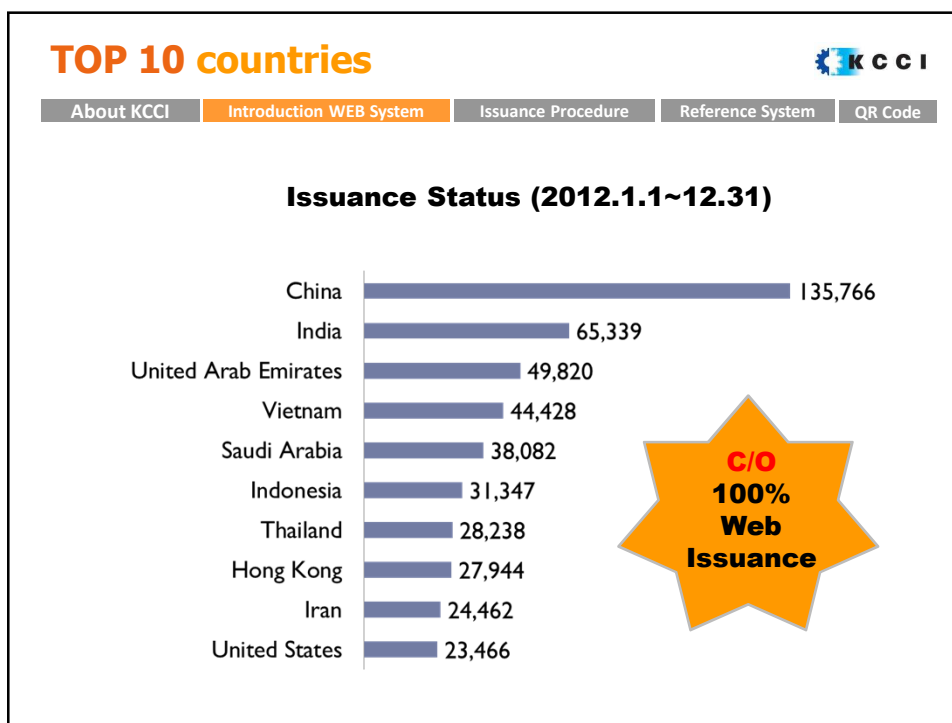 TOP 10 countries
KCCI
About KCCI
Introduction WEB System
Issuance Procedure
Reference System
QR Code
Issuance Status (2012.1.1~12.31)
China 135,766
India 65,339
United Arab Emirates 49,820
Vietnam 44,428
Saudi Arabia 38,082
Indonesia 31,347
Thailand 28,238
Hong Kong 27,944
Iran 24,462
United States 23,466
C/O
100%
Web
Issuance